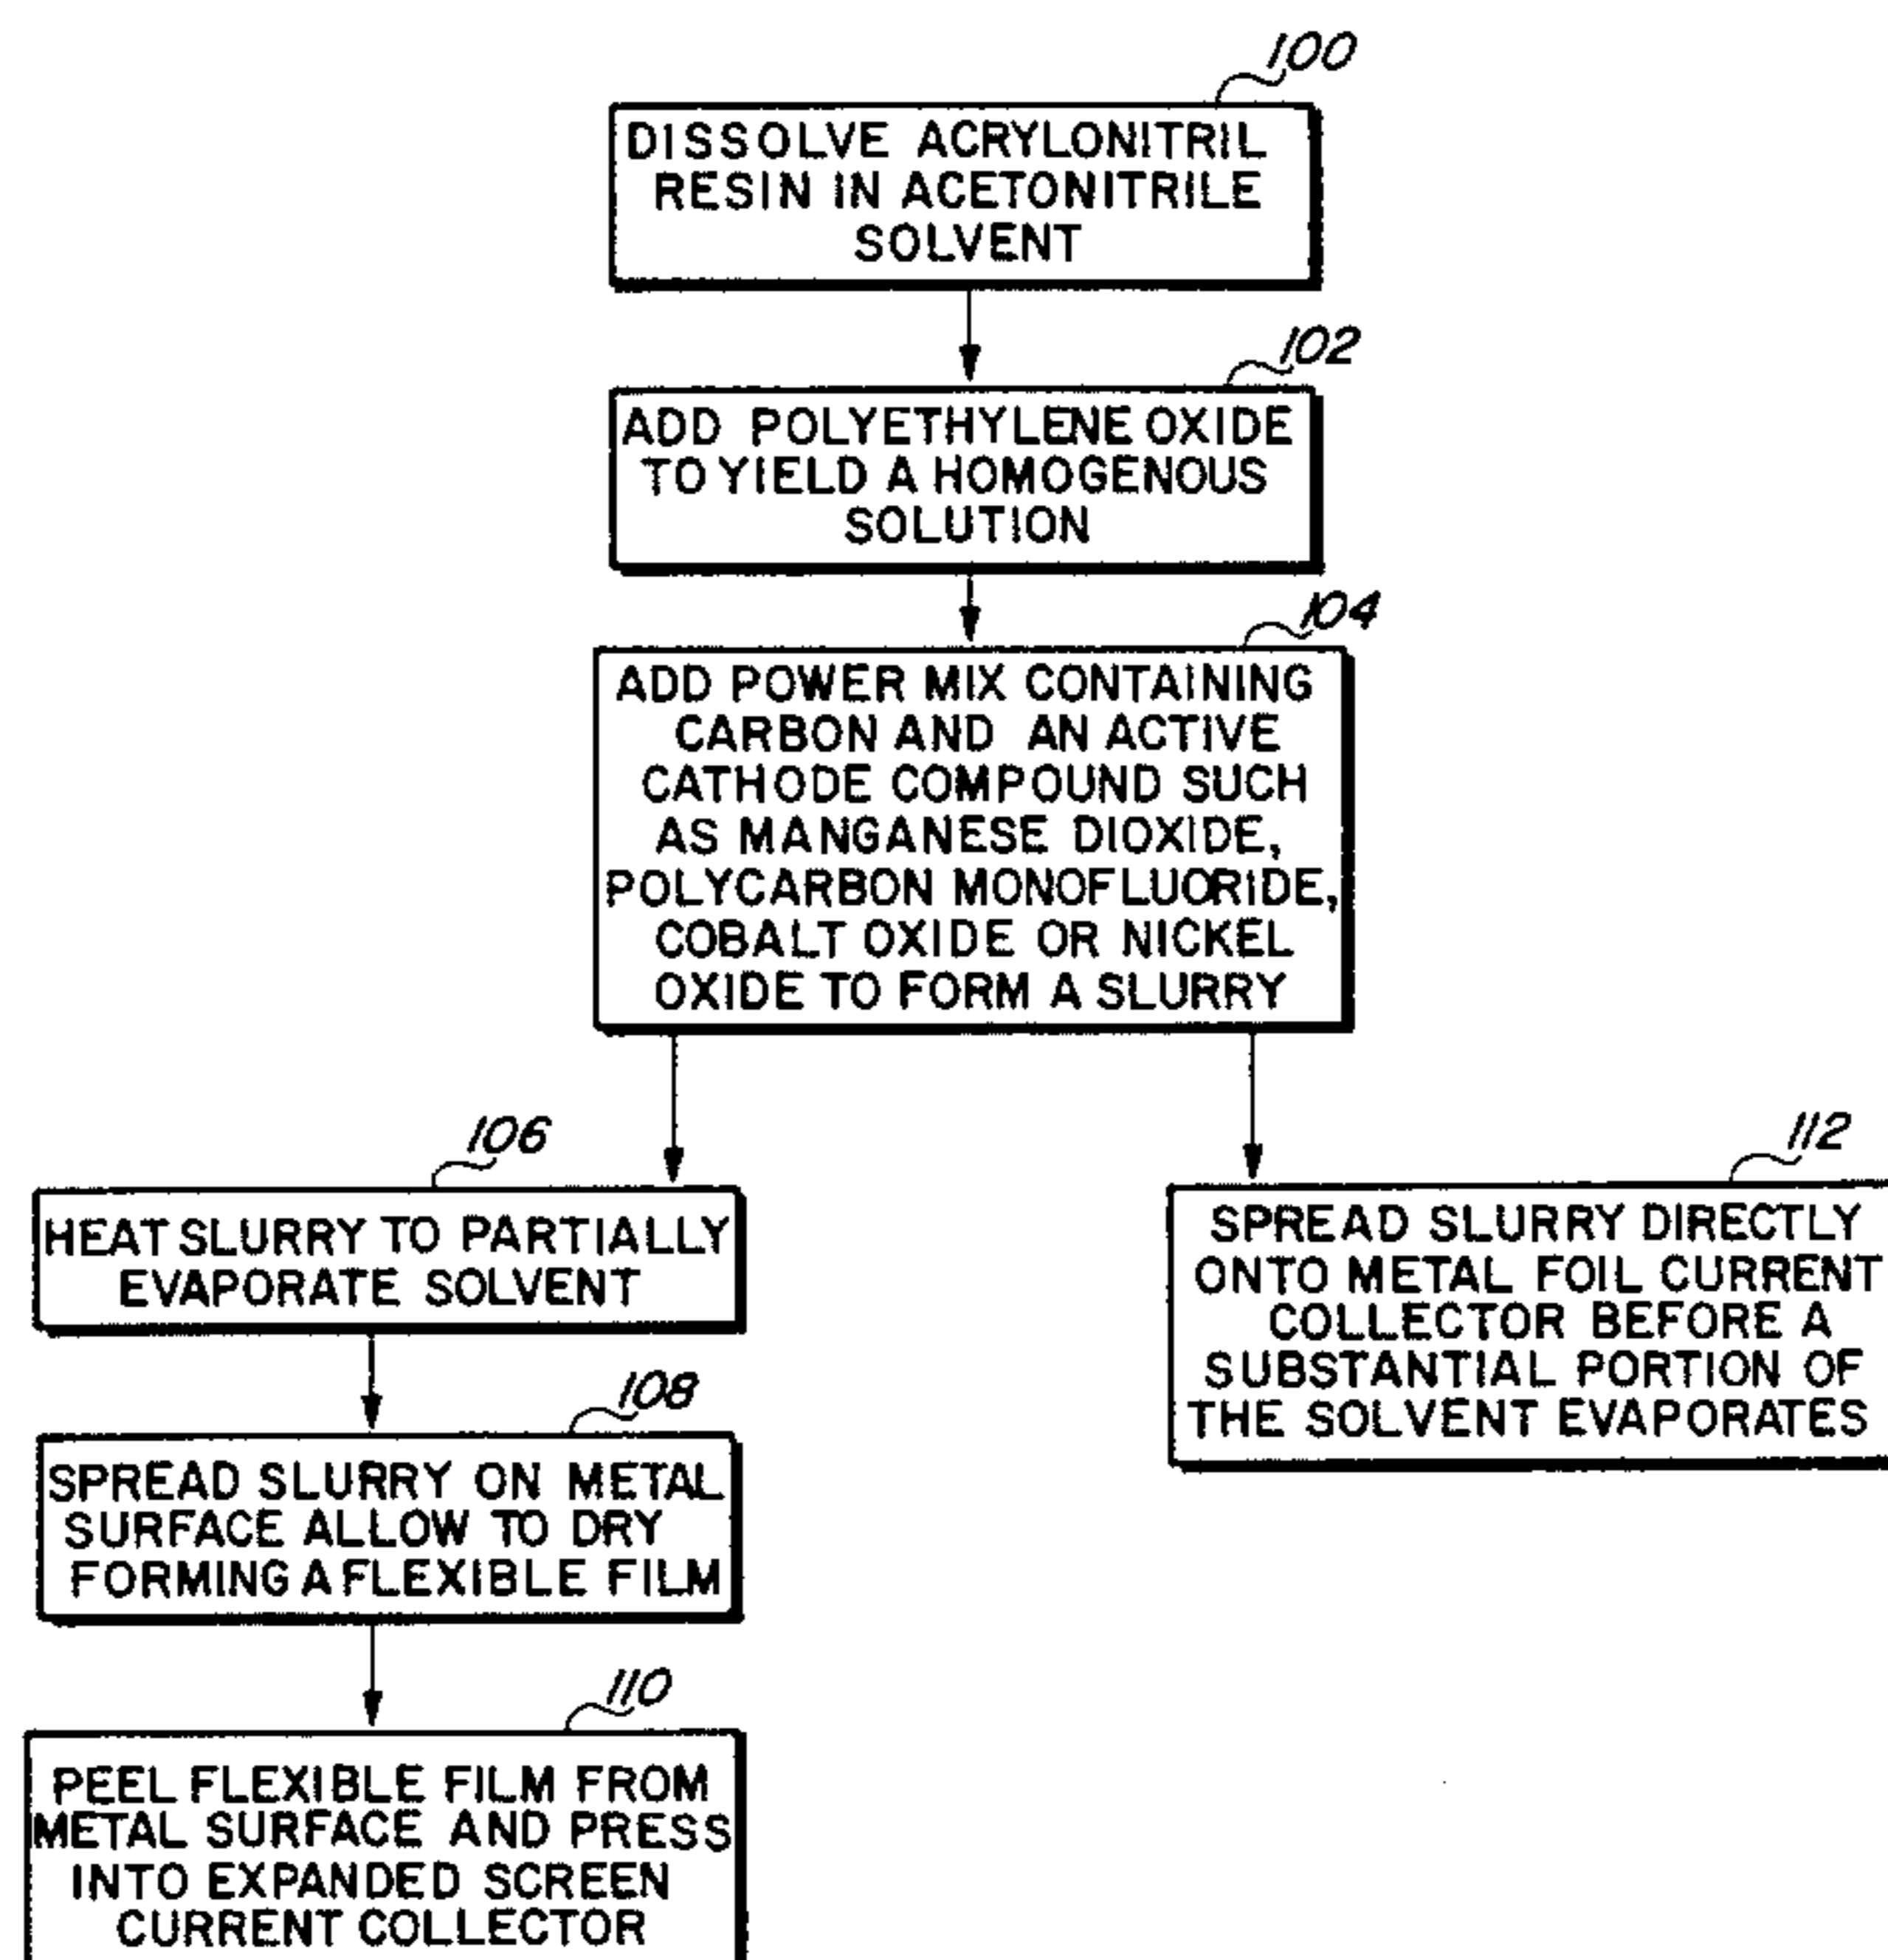 100
DISSOLVE ACRYLONITRIL
RESIN IN ACETONITRILE
SOLVENT
102
ADD POLYETHYLENE OXIDE
TO YIELD A HOMOGENOUS
SOLUTION
104
ADD POWER MIX CONTAINING
CARBON AND AN ACTIVE
CATHODE COMPOUND SUCH
AS MANGANESE DIOXIDE,
POLYCARBON MONOFLUORIDE,
COBALT OXIDE OR NICKEL
OXIDE TO FORM A SLURRY
106
HEAT SLURRY TO PARTIALLY
EVAPORATE SOLVENT
108
SPREAD SLURRY ON METAL
SURFACE ALLOW TO DRY
FORMING A FLEXIBLE FILM
110
PEEL FLEXIBLE FILM FROM
METAL SURFACE AND PRESS
INTO EXPANDED SCREEN
CURRENT COLLECTOR
112
SPREAD SLURRY DIRECTLY
ONTO METAL FOIL CURRENT
COLLECTOR BEFORE A
SUBSTANTIAL PORTION OF
THE SOLVENT EVAPORATES